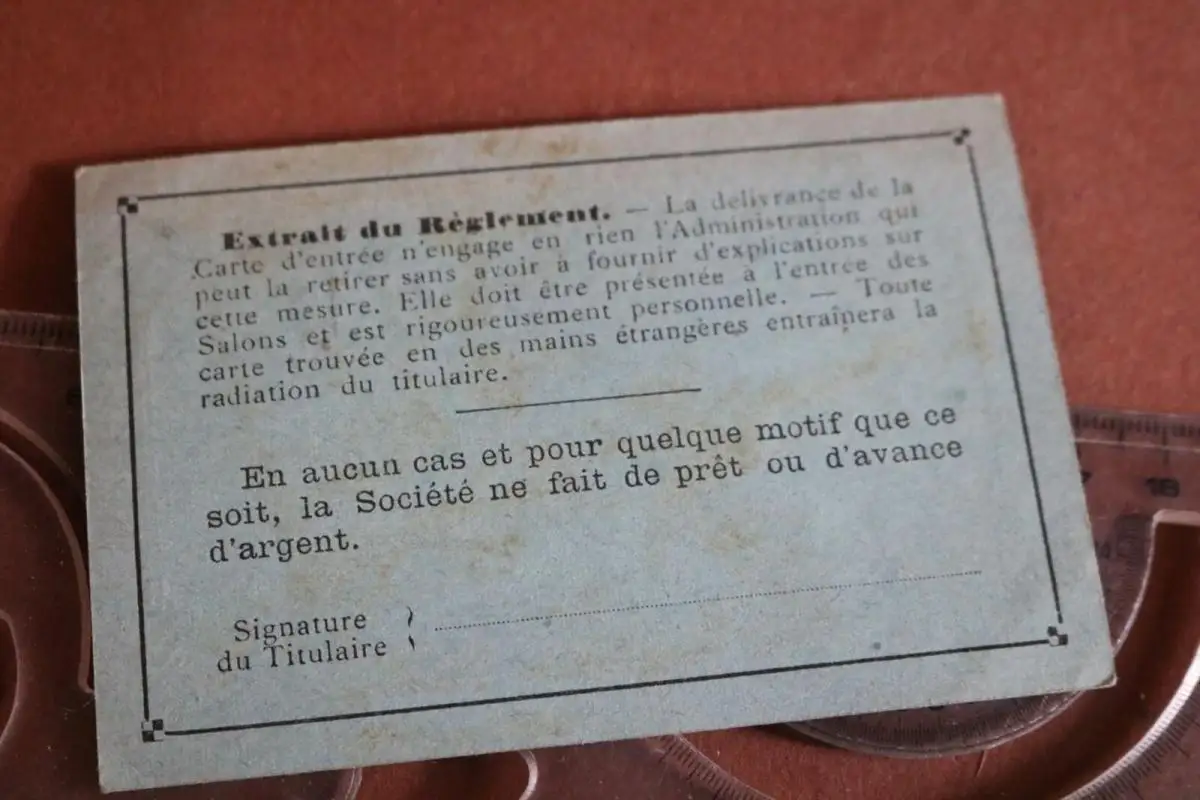 Extrait du Règlement. — La délivrance de la
Carte d'entrée n'engage en rien l'Administration qui
peut la retirer sans avoir à fournir d'explications sur
cette mesure. Elle doit être présentée à l'entrée des
Salons et est rigoureusement personnelle. — Toute
carte trouvée en des mains étrangères entraînera la
radiation du titulaire.
En aucun cas et pour quelque motif que ce
soit, la Société ne fait de prêt ou d'avance
d'argent.
Signature
du Titulaire